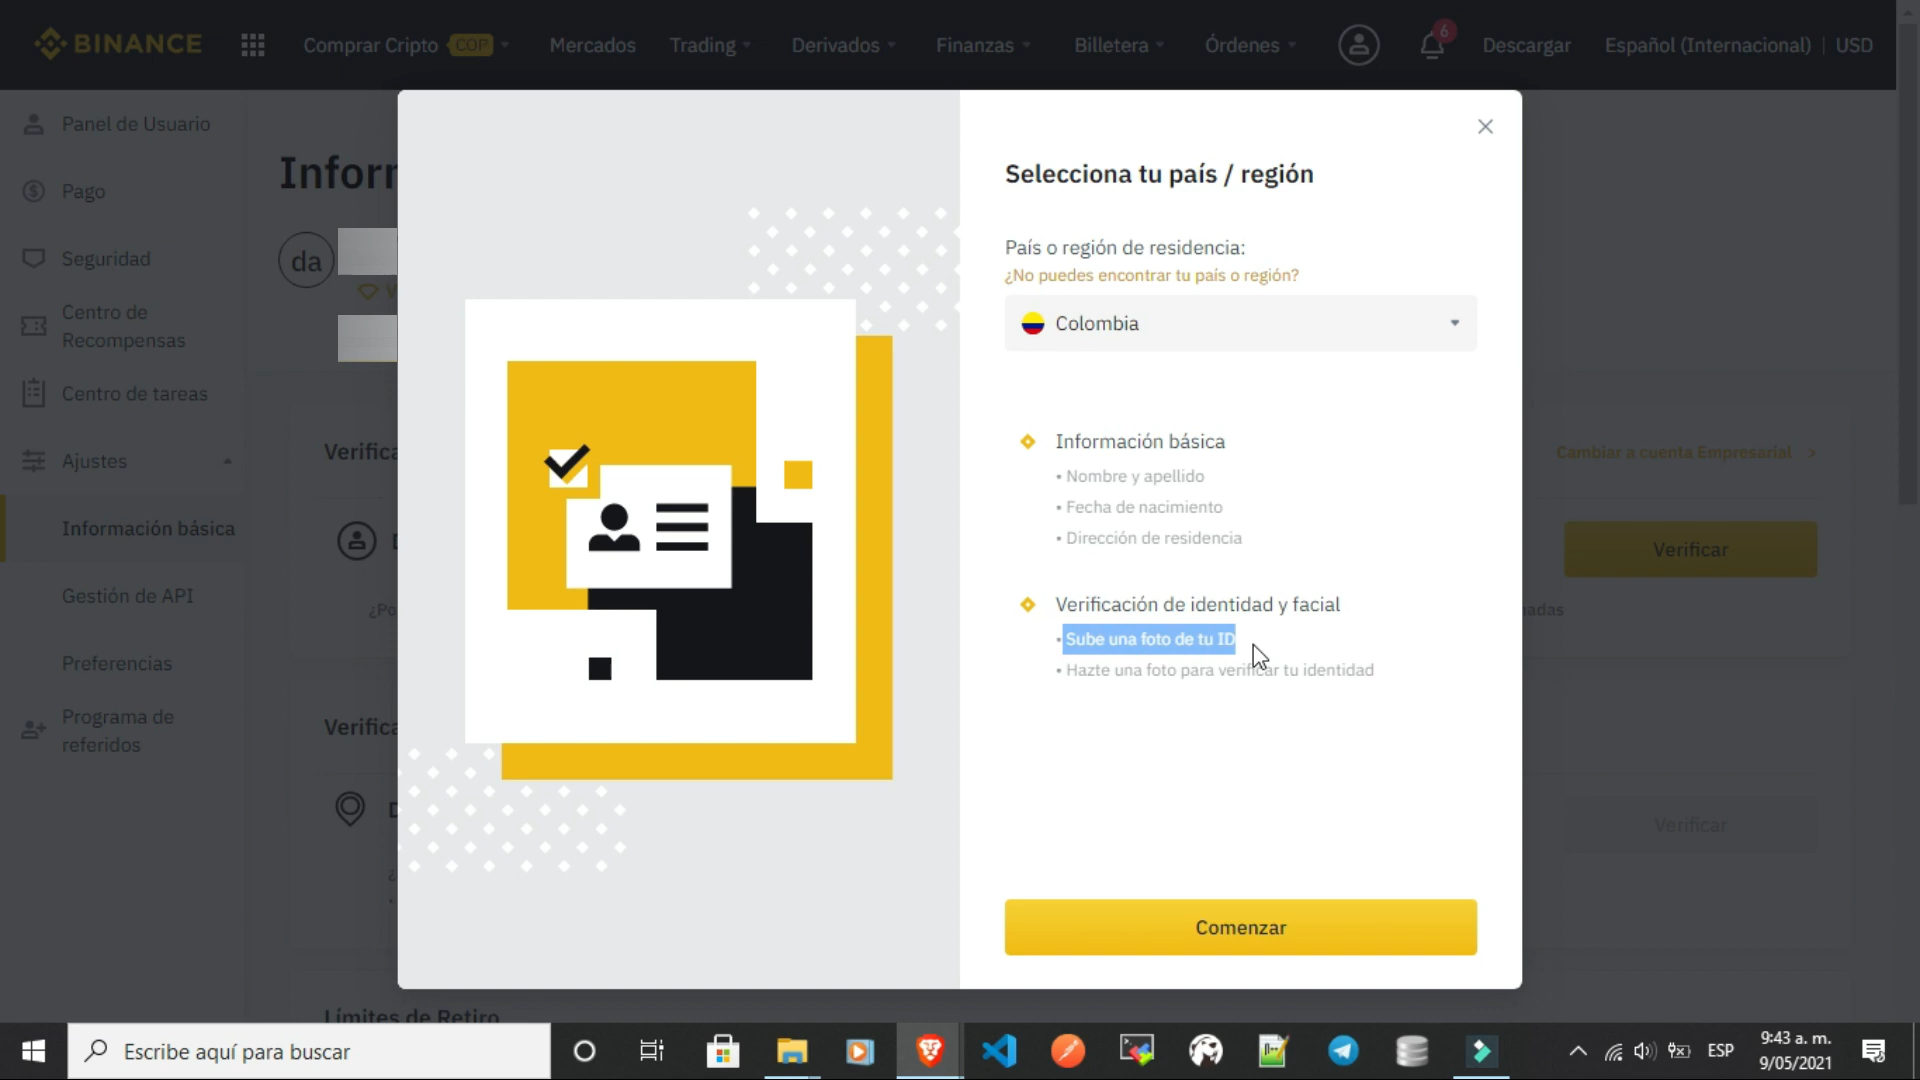 BINANCE
Comprar Cripto COP
Mercados
Trading
Derivados
Finanzas
Billetera
Órdenes
6
Descargar
Español (Internacional)
USD
Panel de Usuario
Pago
Seguridad
Centro de
Recompensas
Centro de tareas
Ajustes
Información básica
Gestión de API
Preferencias
Programa de
referidos
da
Cambiar a cuenta Empresarial
Verificar
Verificar
Límites de Retiro
Selecciona tu país / región
País o región de residencia:
¿No puedes encontrar tu país o región?
Colombia
Información básica
• Nombre y apellido
• Fecha de nacimiento
• Dirección de residencia
Verificación de identidad y facial
• Sube una foto de tu ID
• Hazte una foto para verificar tu identidad
Comenzar
Escribe aquí para buscar
ESP
9:43 a. m.
9/05/2021